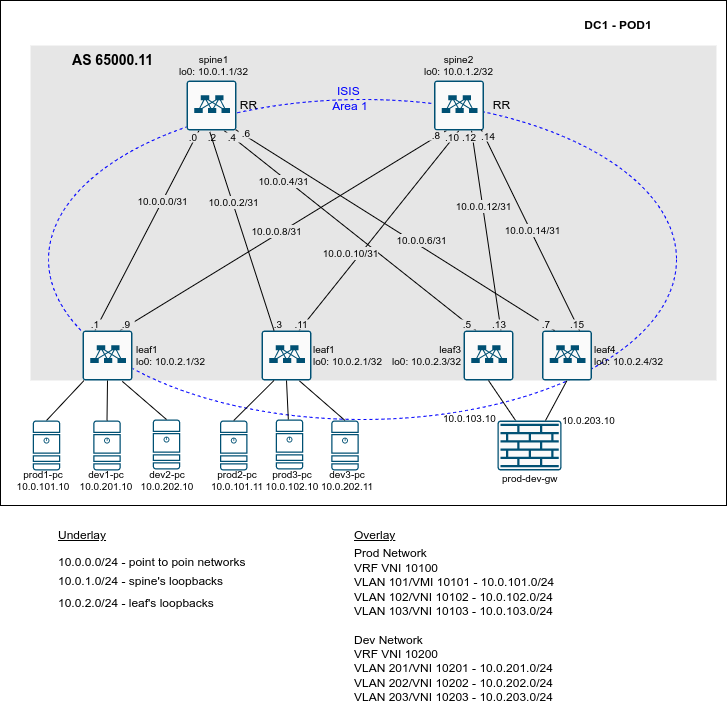 DC1 - POD1
AS 65000.11
spine1
lo0: 10.0.1.1/32
spine2
lo0: 10.0.1.2/32
RR
ISIS
Area 1
RR
.0
.2
.4
.6
.8
.10
.12
.14
10.0.0.0/31
10.0.0.2/31
10.0.0.4/31
10.0.0.8/31
10.0.0.10/31
10.0.0.6/31
10.0.0.12/31
10.0.0.14/31
.1
.9
.3
.11
.5
.13
.7
.15
leaf1
lo0: 10.0.2.1/32
leaf1
lo0: 10.0.2.1/32
leaf3
lo0: 10.0.2.3/32
leaf4
lo0: 10.0.2.4/32
prod1-pc
10.0.101.10
dev1-pc
10.0.201.10
dev2-pc
10.0.202.10
prod2-pc
10.0.101.11
prod3-pc
10.0.102.10
dev3-pc
10.0.202.11
10.0.103.10
10.0.203.10
prod-dev-gw
Underlay
10.0.0.0/24 - point to poin networks
10.0.1.0/24 - spine's loopbacks
10.0.2.0/24 - leaf's loopbacks
Overlay
Prod Network
VRF VNI 10100
VLAN 101/VMI 10101 - 10.0.101.0/24
VLAN 102/VNI 10102 - 10.0.102.0/24
VLAN 103/VNI 10103 - 10.0.103.0/24
Dev Network
VRF VNI 10200
VLAN 201/VNI 10201 - 10.0.201.0/24
VLAN 202/VNI 10202 - 10.0.202.0/24
VLAN 203/VNI 10203 - 10.0.203.0/24